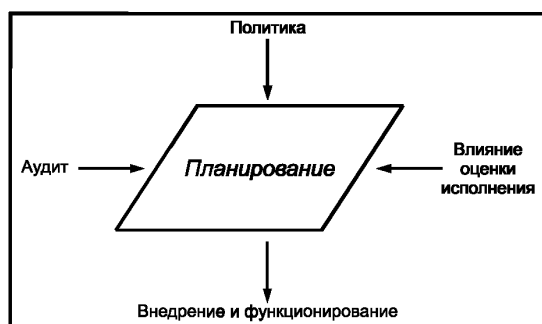 Политика
Аудит
Планирование
Влияние
оценки
исполнения
Внедрение и функционирование